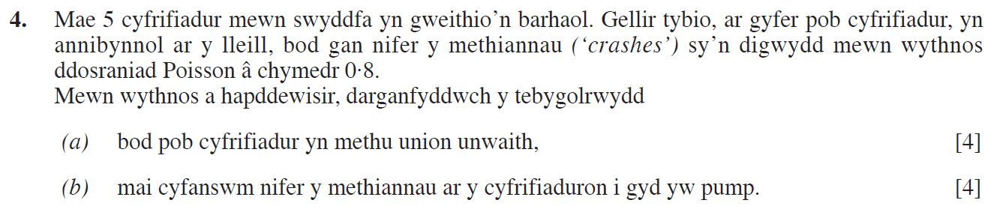 4. Mae 5 cyfrifiadur mewn swyddfa yn gweithio’n barhaol. Gellir tybio, ar gyfer pob cyfrifiadur, yn
annibynnol ar y lleill, bod gan nifer y methiannau (‘crashes’) sy’n digwydd mewn wythnos
ddosraniad Poisson â chymedr 0·8.
Mewn wythnos a hapddewisir, darganfyddwch y tebygolrwydd
(a) bod pob cyfrifiadur yn methu union unwaith, [4]
(b) mai cyfanswm nifer y methiannau ar y cyfrifiaduron i gyd yw pump. [4]